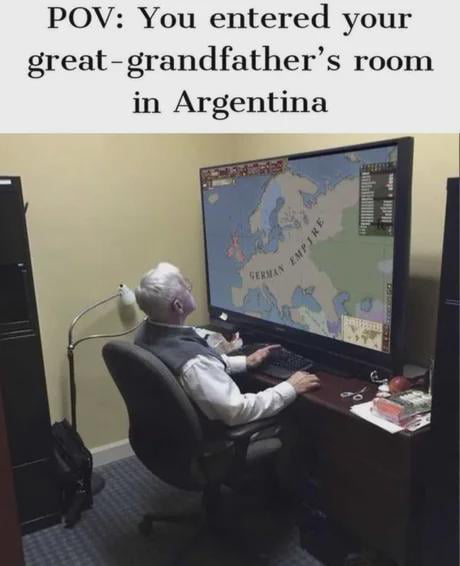 POV: You entered your
great-grandfather's room
in Argentina
GERMAN EMPIRE